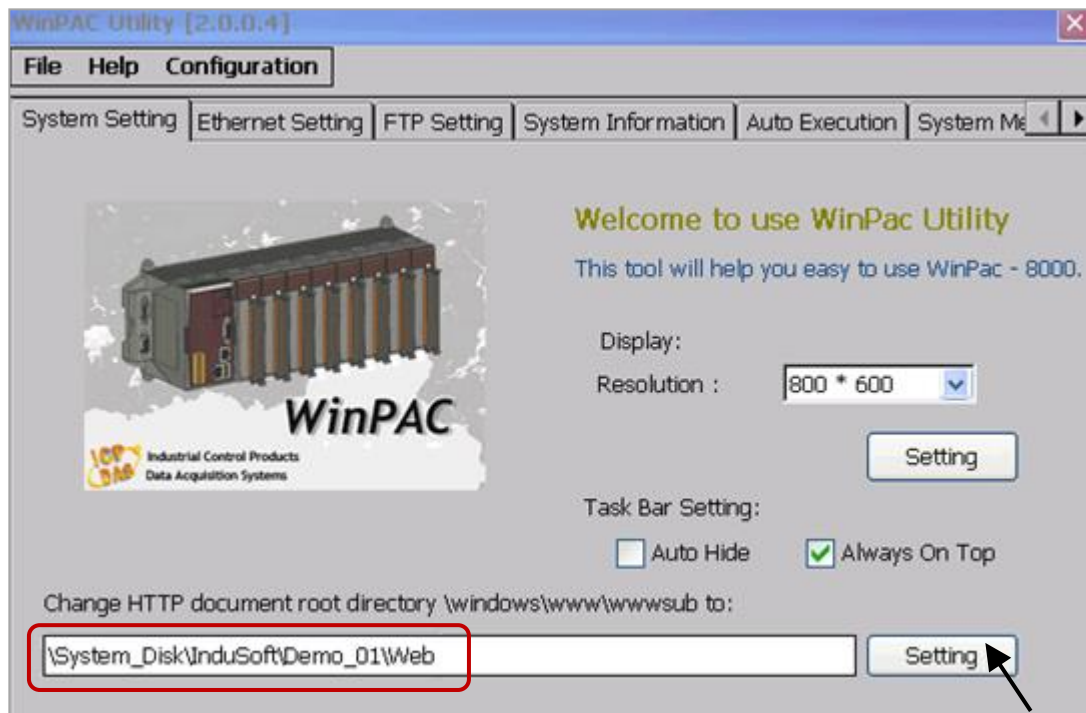 WinPAC Utility [2.0.0.4]
File Help Configuration
System Setting Ethernet Setting FTP Setting System Information Auto Execution System Me
Welcome to use WinPac Utility
This tool will help you easy to use WinPac - 8000.
Display:
Resolution : 800 * 600
WinPAC
ICP DAS
Industrial Control Products
Data Acquisition Systems
Setting
Task Bar Setting:
Auto Hide Always On Top
Change HTTP document root directory \windows\www\wwwsub to:
\System_Disk\InduSoft\Demo_01\Web Setting